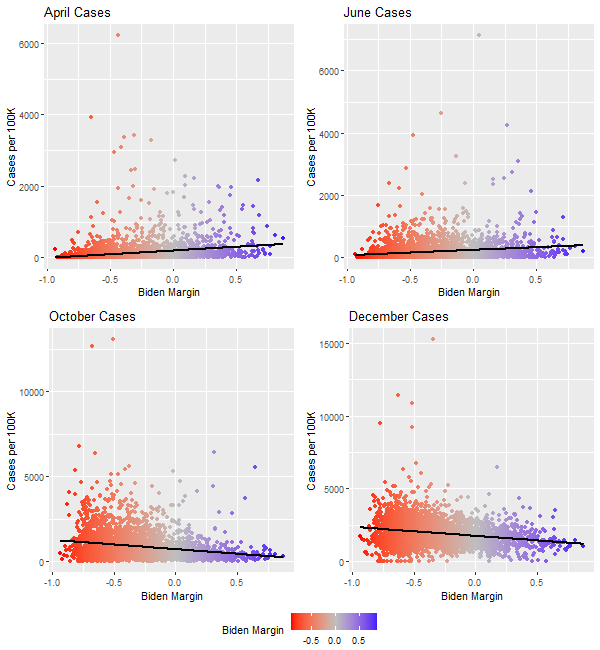 April Cases
Cases per 100K
6000
4000
2000
0
-1.0 -0.5 0.0 0.5
Biden Margin
June Cases
Cases per 100K
6000
4000
2000
0
-1.0 -0.5 0.0 0.5
Biden Margin
October Cases
Cases per 100K
10000
5000
0
-1.0 -0.5 0.0 0.5
Biden Margin
December Cases
Cases per 100K
15000
10000
5000
0
-1.0 -0.5 0.0 0.5
Biden Margin
Biden Margin
-0.5 0.0 0.5